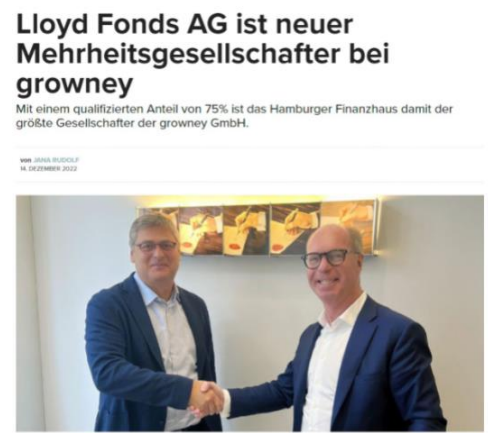 Lloyd Fonds AG ist neuer
Mehrheitsgesellschafter bei
growney
Mit einem qualifizierten Anteil von 75% ist das Hamburger Finanzhaus damit der
größte Gesellschafter der growney GmbH.
von JANA RUDOLF
14. DEZEMBER 2022